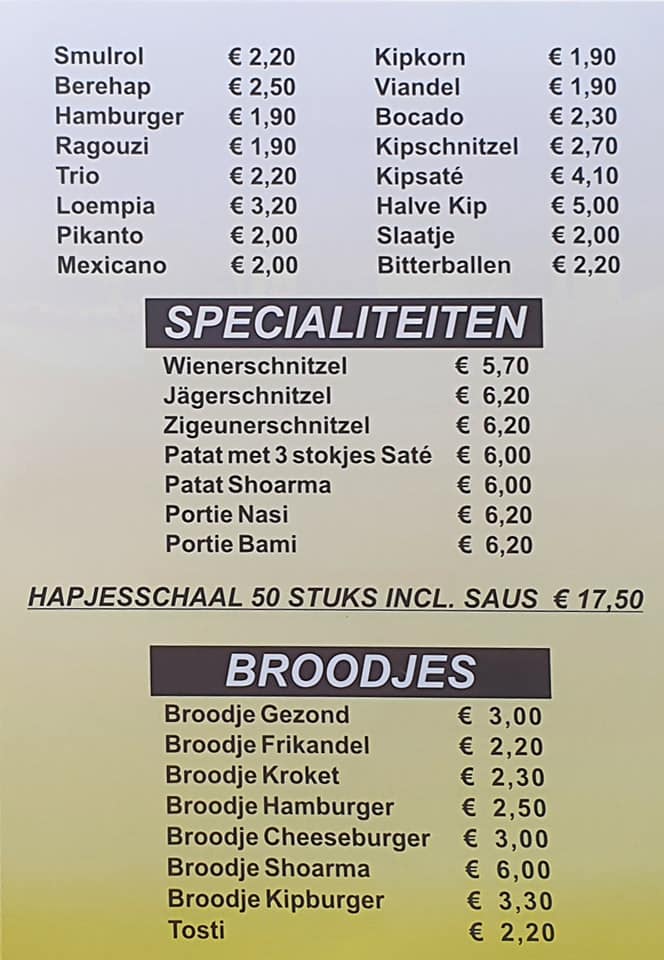 Smulrol € 2,20 Kipkorn € 1,90
Berehap € 2,50 Viandel € 1,90
Hamburger € 1,90 Bocado € 2,30
Ragouzi € 1,90 Kipschnitzel € 2,70
Trio € 2,20 Kipsaté € 4,10
Loempia € 3,20 Halve Kip € 5,00
Pikanto € 2,00 Slaatje € 2,00
Mexicano € 2,00 Bitterballen € 2,20
SPECIALITEITEN
Wienerschnitzel € 5,70
Jägerschnitzel € 6,20
Zigeunerschnitzel € 6,20
Patat met 3 stokjes Saté € 6,00
Patat Shoarma € 6,00
Portie Nasi € 6,20
Portie Bami € 6,20
HAPJESSCHAAL 50 STUKS INCL. SAUS € 17,50
BROODJES
Broodje Gezond € 3,00
Broodje Frikandel € 2,20
Broodje Kroket € 2,30
Broodje Hamburger € 2,50
Broodje Cheeseburger € 3,00
Broodje Shoarma € 6,00
Broodje Kipburger € 3,30
Tosti € 2,20